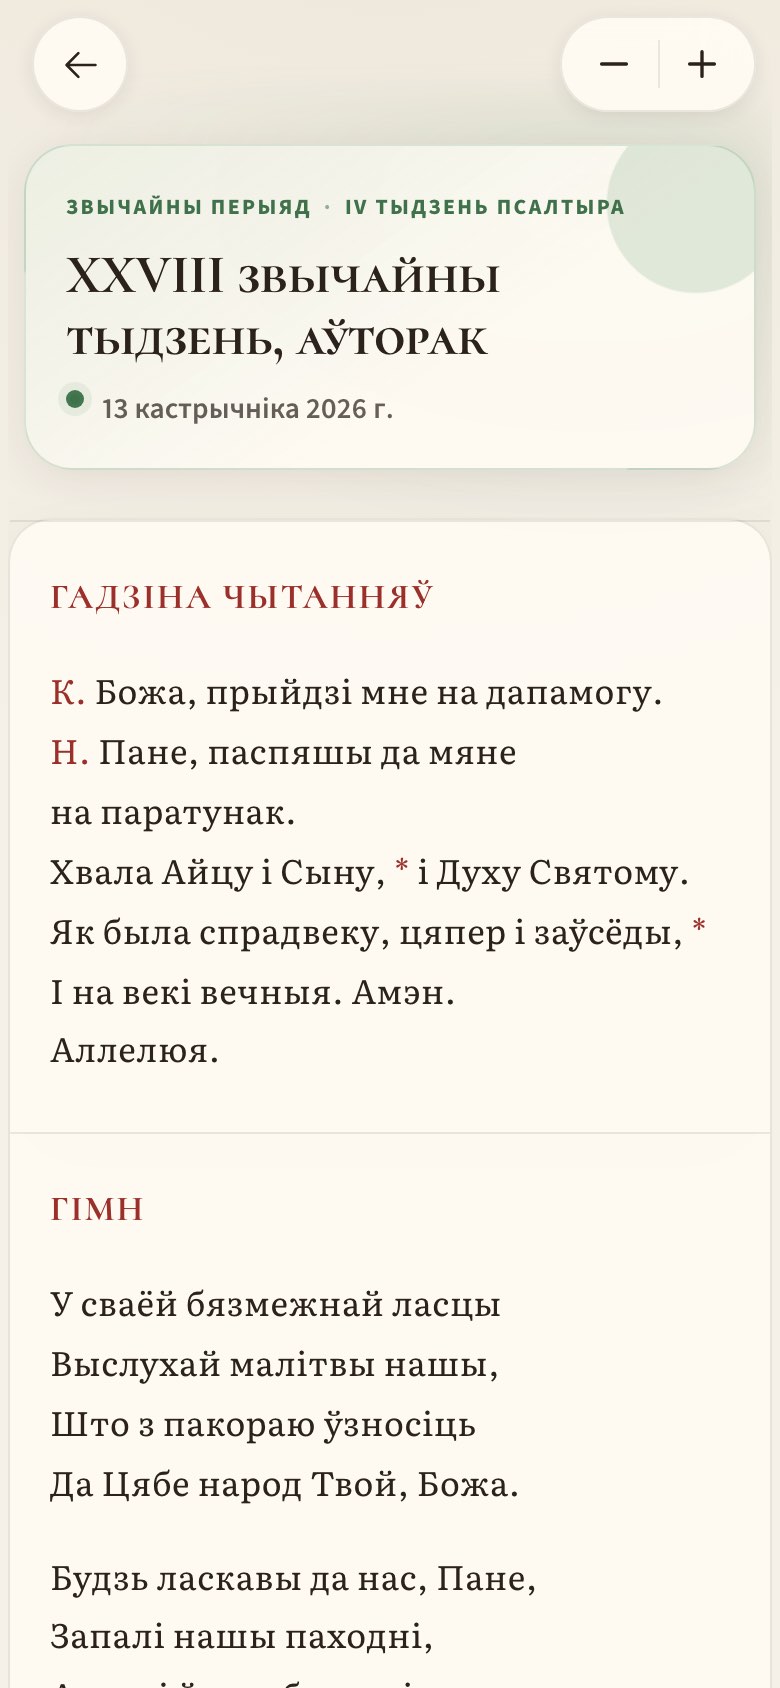 ЗВЫЧАЙНЫ ПЕРЫЯД · IV ТЫДЗЕНЬ ПСАЛТЫРА
XXVIII ЗВЫЧАЙНЫ
ТЫДЗЕНЬ, АЎТОРАК
13 кастрычніка 2026 г.
ГАДЗІНА ЧЫТАННЯЎ
К. Божа, прыйдзі мне на дапамогу.
Н. Пане, паспяшы да мяне
на паратунак.
Хвала Айцу і Сыну, * і Духу Святому.
Як была спрадвеку, цяпер і заўсёды, *
І на векі вечныя. Амэн.
Аллелюя.
ГІМН
У сваёй бязмежнай ласцы
Выслухай малітвы нашы,
Што з пакораю ўзносіць
Да Цябе народ Твой, Божа.
Будзь ласкавы да нас, Пане,
Запалі нашы паходні,